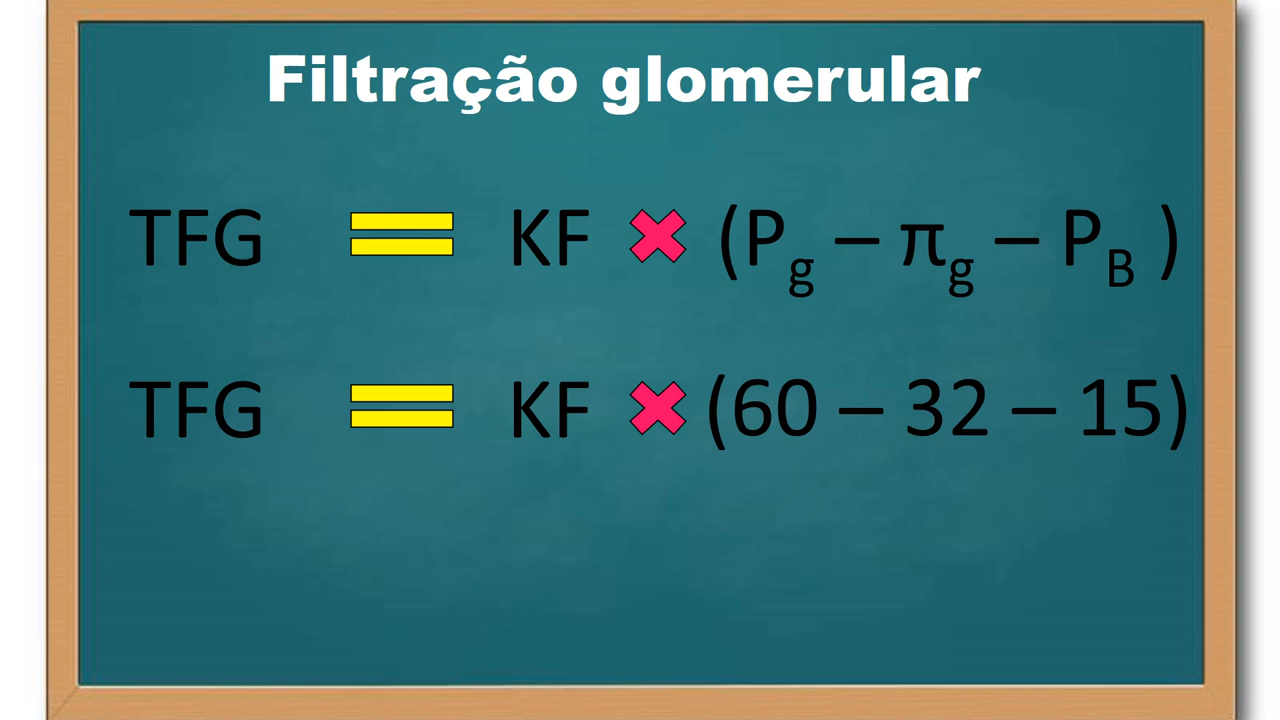 Filtração glomerular
TFG = KF × (Pg – πg – PB )
TFG = KF × (60 – 32 – 15)